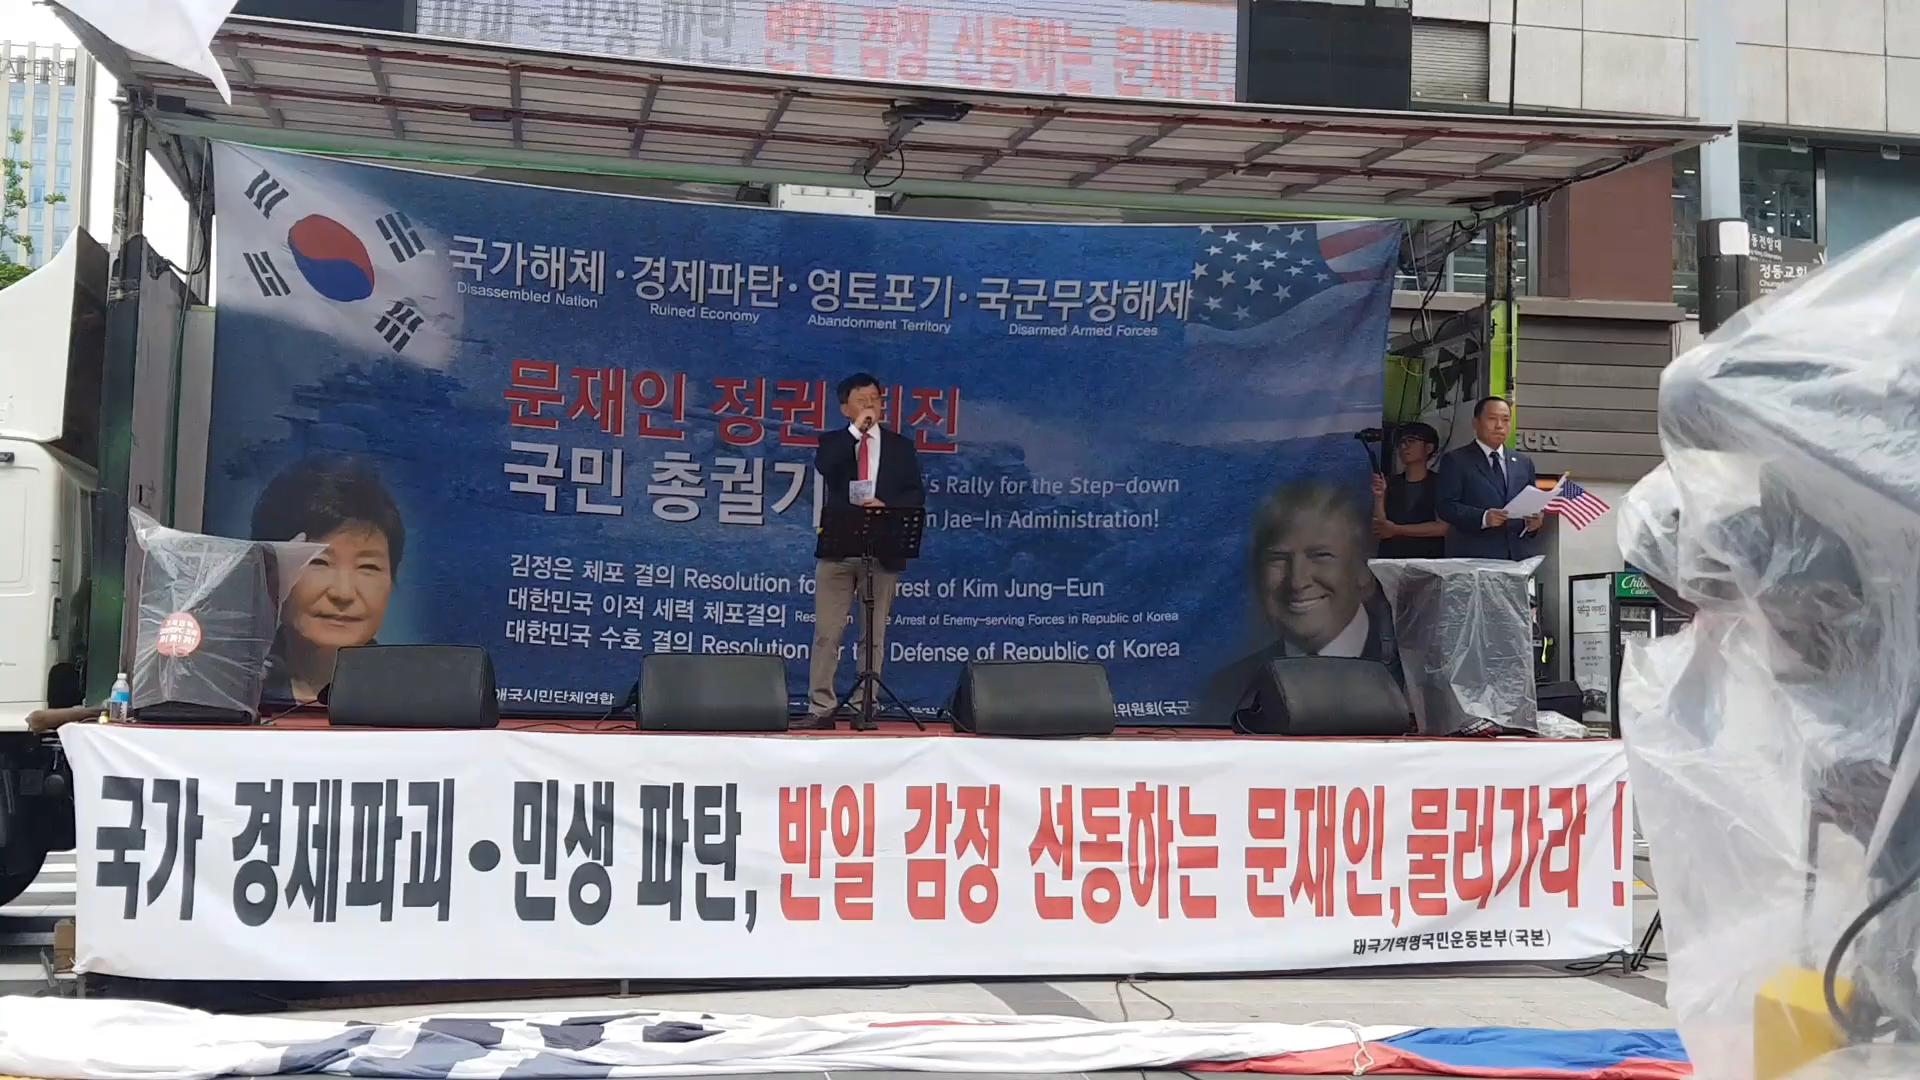 파탄, 반일 감정 선동하는 문재인,
국가해체 · 경제파탄 · 영토포기 · 국군무장해제
Disassembled Nation Ruined Economy Abandonment Territory Disarmed Armed Forces
문재인 정권 퇴진
국민 총궐기
's Rally for the Step-down
n Jae-In Administration!
김정은 체포 결의 Resolution fo rest of Kim Jung-Eun
대한민국 이적 세력 체포결의 Res e Arrest of Enemy-serving Forces in Republic of Korea
대한민국 수호 결의 Resolution for the Defense of Republic of Korea
애국시민단체연합 위원회(국군
정동교회
국가 경제파괴·민생 파탄, 반일 감정 선동하는 문재인, 물러가라 !
태극기혁명국민운동본부(국본)